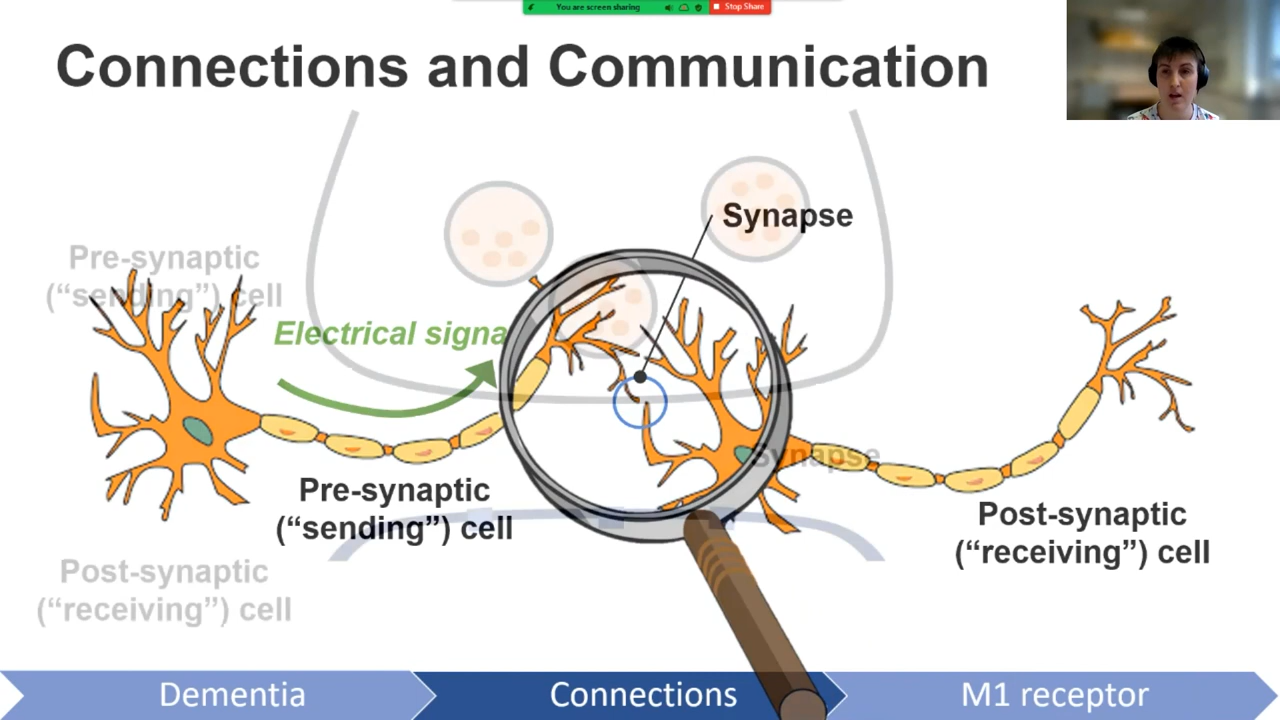 You are screen sharing
Stop Share
Connections and Communication
Synapse
Pre-synaptic
(“sending”) cell
Electrical signa
Synapse
Pre-synaptic
(“sending”) cell
Post-synaptic
(“receiving”) cell
Post-synaptic
(“receiving”) cell
Dementia
Connections
M1 receptor